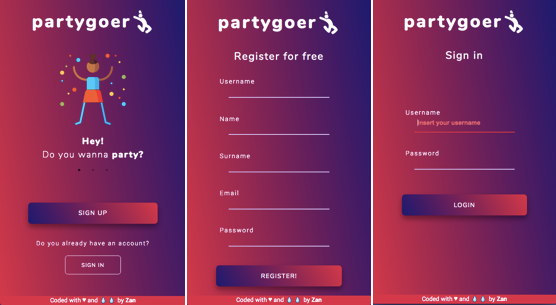 partygoer
Hey!
Do you wanna party?
SIGN UP
Do you already have an account?
SIGN IN
Coded with ♥ and 💧💧 by Zan
partygoer
Register for free
Username
Name
Surname
Email
Password
REGISTER!
Coded with ♥ and 💧💧 by Zan
partygoer
Sign in
Username
Insert your username
Password
LOGIN
Coded with ♥ and 💧💧 by Zan